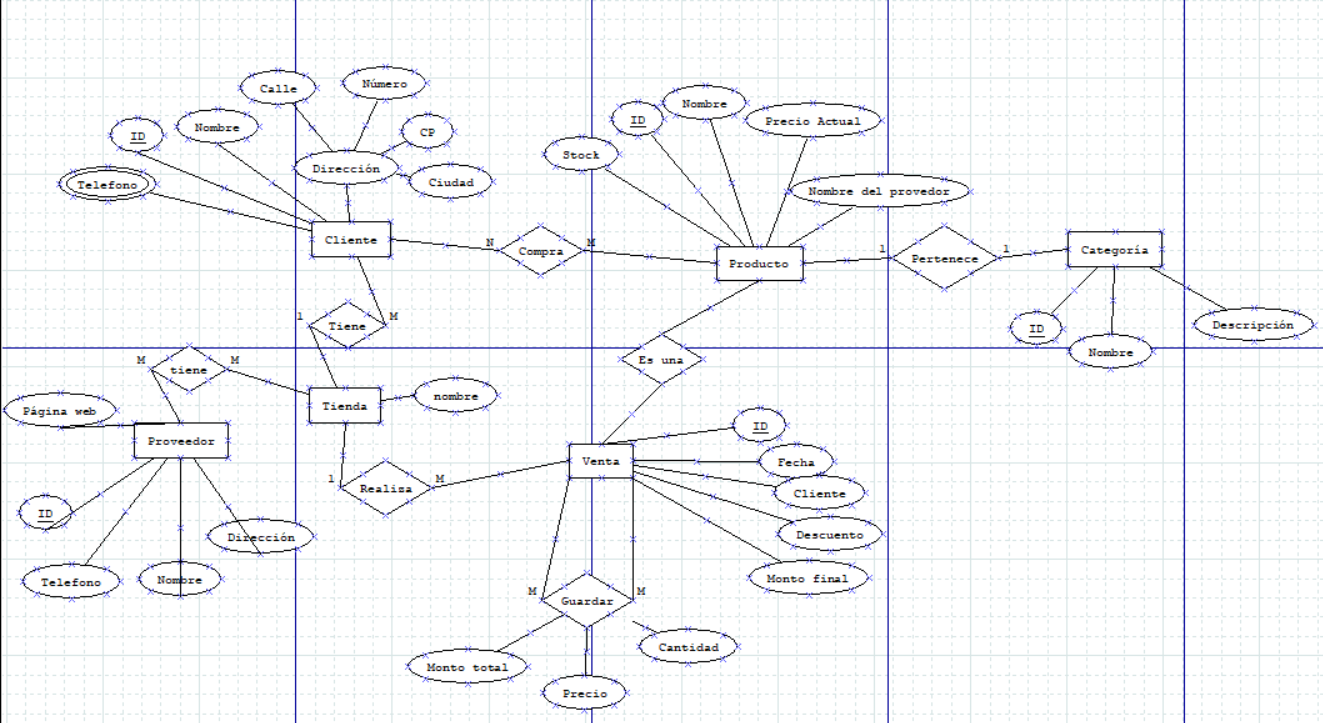 Calle
Número
ID
Nombre
CP
Telefono
Dirección
Ciudad
Cliente
N
Compra
M
Stock
ID
Nombre
Precio Actual
Nombre del provedor
Producto
1
Pertenece
1
Categoría
ID
Nombre
Descripción
1
Tiene
M
M
tiene
M
Es una
Tienda
nombre
Página web
Proveedor
ID
Telefono
Nombre
Dirección
1
Realisa
M
Venta
ID
Fecha
Cliente
Descuento
Monto final
M
Guardar
M
Monto total
Precio
Cantidad